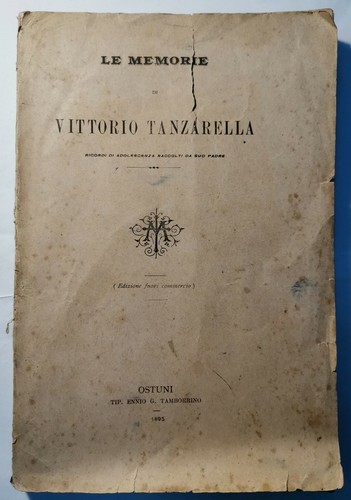 LE MEMORIE
DI
VITTORIO TANZARELLA
RICORDI DI ADOLESCENZA RACCOLTI DA SUO PADRE
(Edizione fuori commercio)
OSTUNI
TIP. ENNIO G. TAMBORRINO